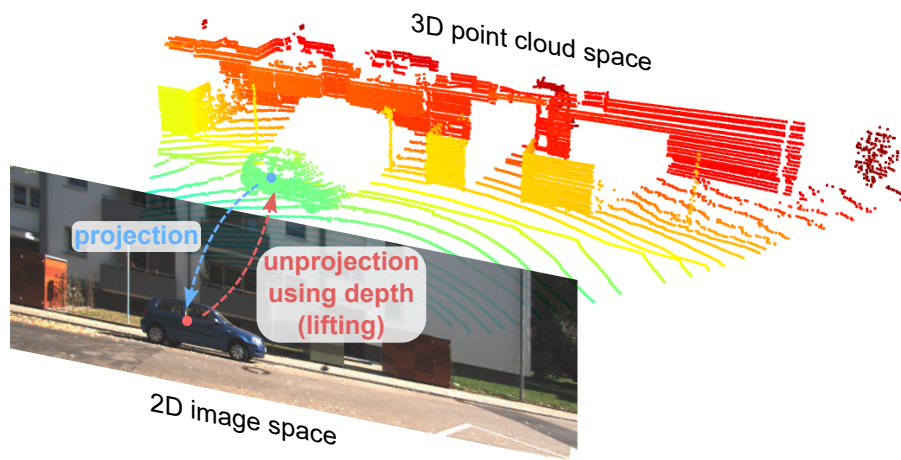 3D point cloud space
projection
unprojection
using depth
(lifting)
2D image space